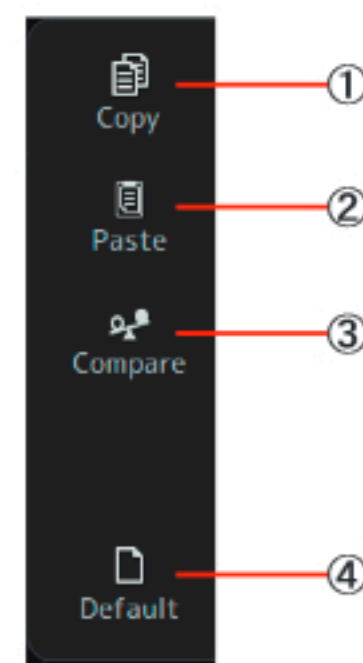 Copy ①
Paste ②
Compare ③
Default ④